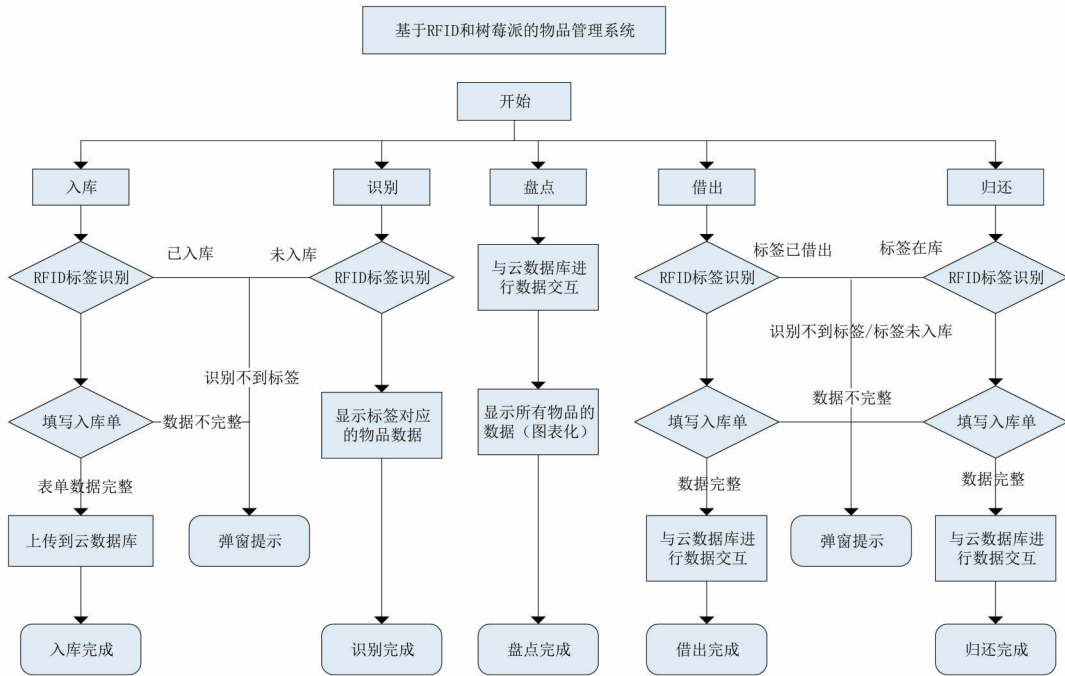 基于RFID和树莓派的物品管理系统
开始
入库
识别
盘点
借出
归还
RFID标签识别
已入库
未入库
RFID标签识别
与云数据库进
行数据交互
RFID标签识别
标签已借出
标签在库
RFID标签识别
识别不到标签
识别不到标签/标签未入库
填写入库单
数据不完整
显示标签对应
的物品数据
显示所有物品的
数据（图表化）
填写入库单
数据不完整
填写入库单
表单数据完整
数据完整
数据完整
上传到云数据库
弹窗提示
与云数据库进
行数据交互
弹窗提示
与云数据库进
行数据交互
入库完成
识别完成
盘点完成
借出完成
归还完成